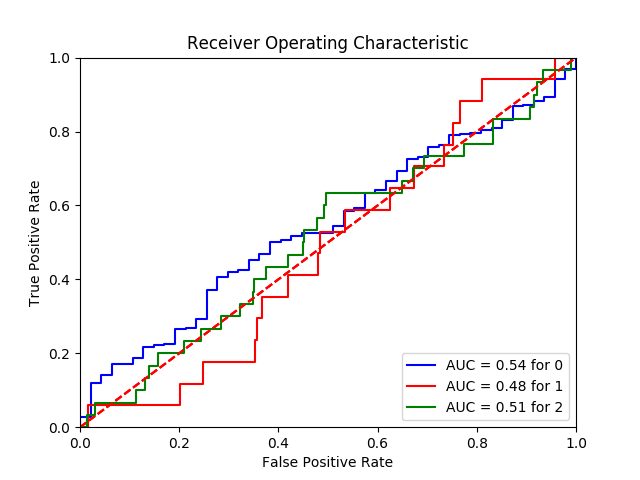 Receiver Operating Characteristic
True Positive Rate
1.0
0.8
0.6
0.4
0.2
0.0
AUC = 0.54 for 0
AUC = 0.48 for 1
AUC = 0.51 for 2
0.0 0.2 0.4 0.6 0.8 1.0
False Positive Rate